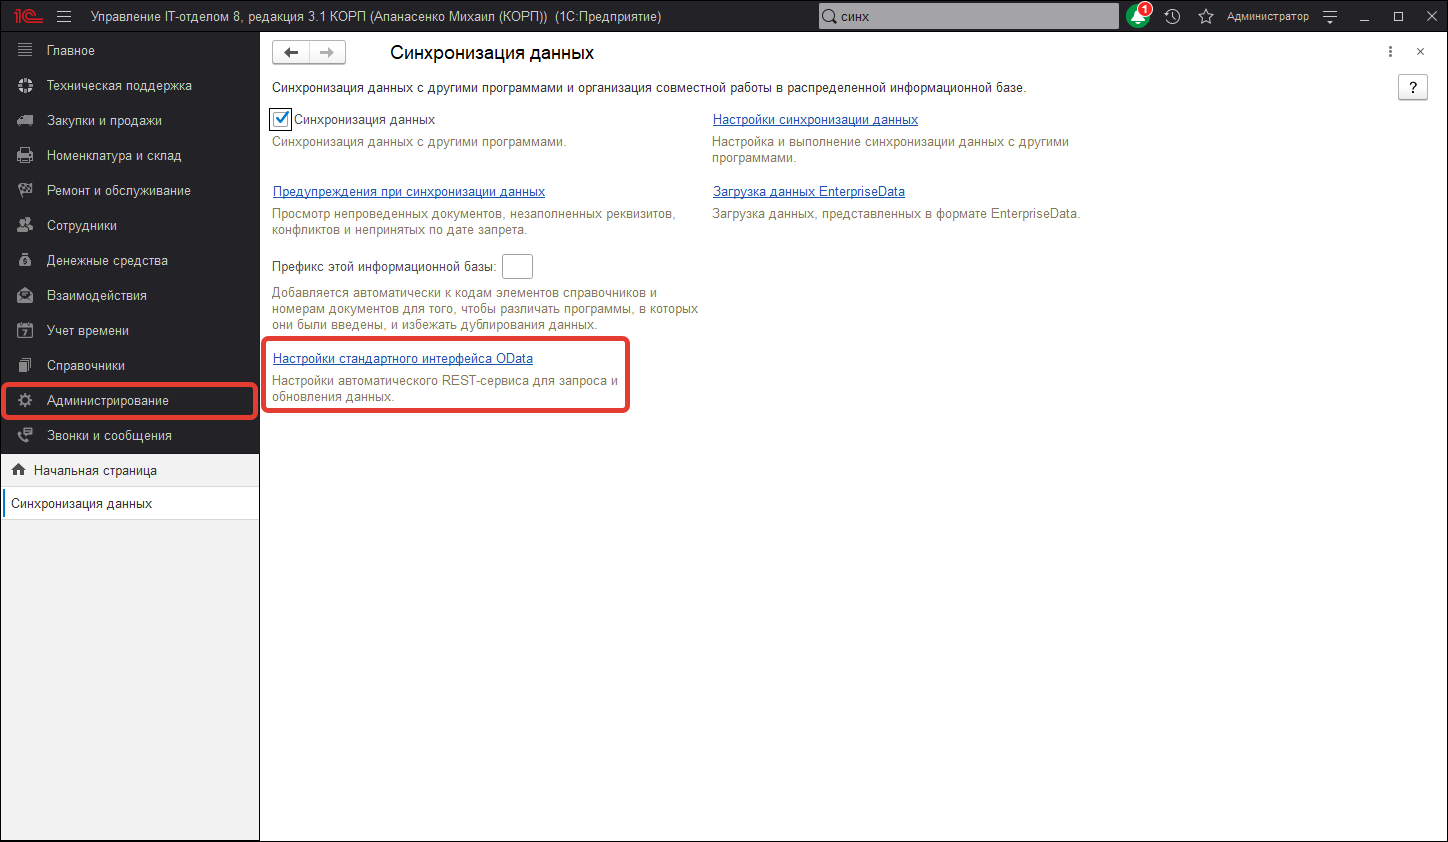 1С Управление IT-отделом 8, редакция 3.1 КОРП (Апанасенко Михаил (КОРП)) (1С:Предприятие) синх 1 Администратор
Главное
Техническая поддержка
Закупки и продажи
Номенклатура и склад
Ремонт и обслуживание
Сотрудники
Денежные средства
Взаимодействия
7 Учет времени
Справочники
Администрирование
Звонки и сообщения
Начальная страница
Синхронизация данных
Синхронизация данных
Синхронизация данных с другими программами и организация совместной работы в распределенной информационной базе.
?
Синхронизация данных
Синхронизация данных с другими программами.
Настройки синхронизации данных
Настройка и выполнение синхронизации данных с другими
программами.
Предупреждения при синхронизации данных
Просмотр непроведенных документов, незаполненных реквизитов,
конфликтов и непринятых по дате запрета.
Загрузка данных EnterpriseData
Загрузка данных, представленных в формате EnterpriseData.
Префикс этой информационной базы:
Добавляется автоматически к кодам элементов справочников и
номерам документов для того, чтобы различать программы, в которых
они были введены, и избежать дублирования данных.
Настройки стандартного интерфейса OData
Настройки автоматического REST-сервиса для запроса и
обновления данных.